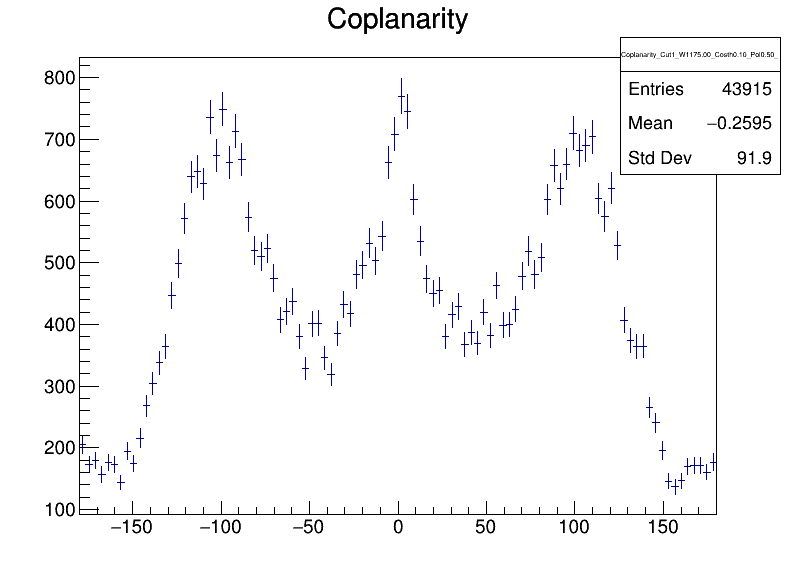 Coplanarity
Coplanarity_Cut1_W1175.00_Costh0.10_Pol0.50_
Entries 43915
Mean −0.2595
Std Dev 91.9
800
700
600
500
400
300
200
100
−150 −100 −50 0 50 100 150